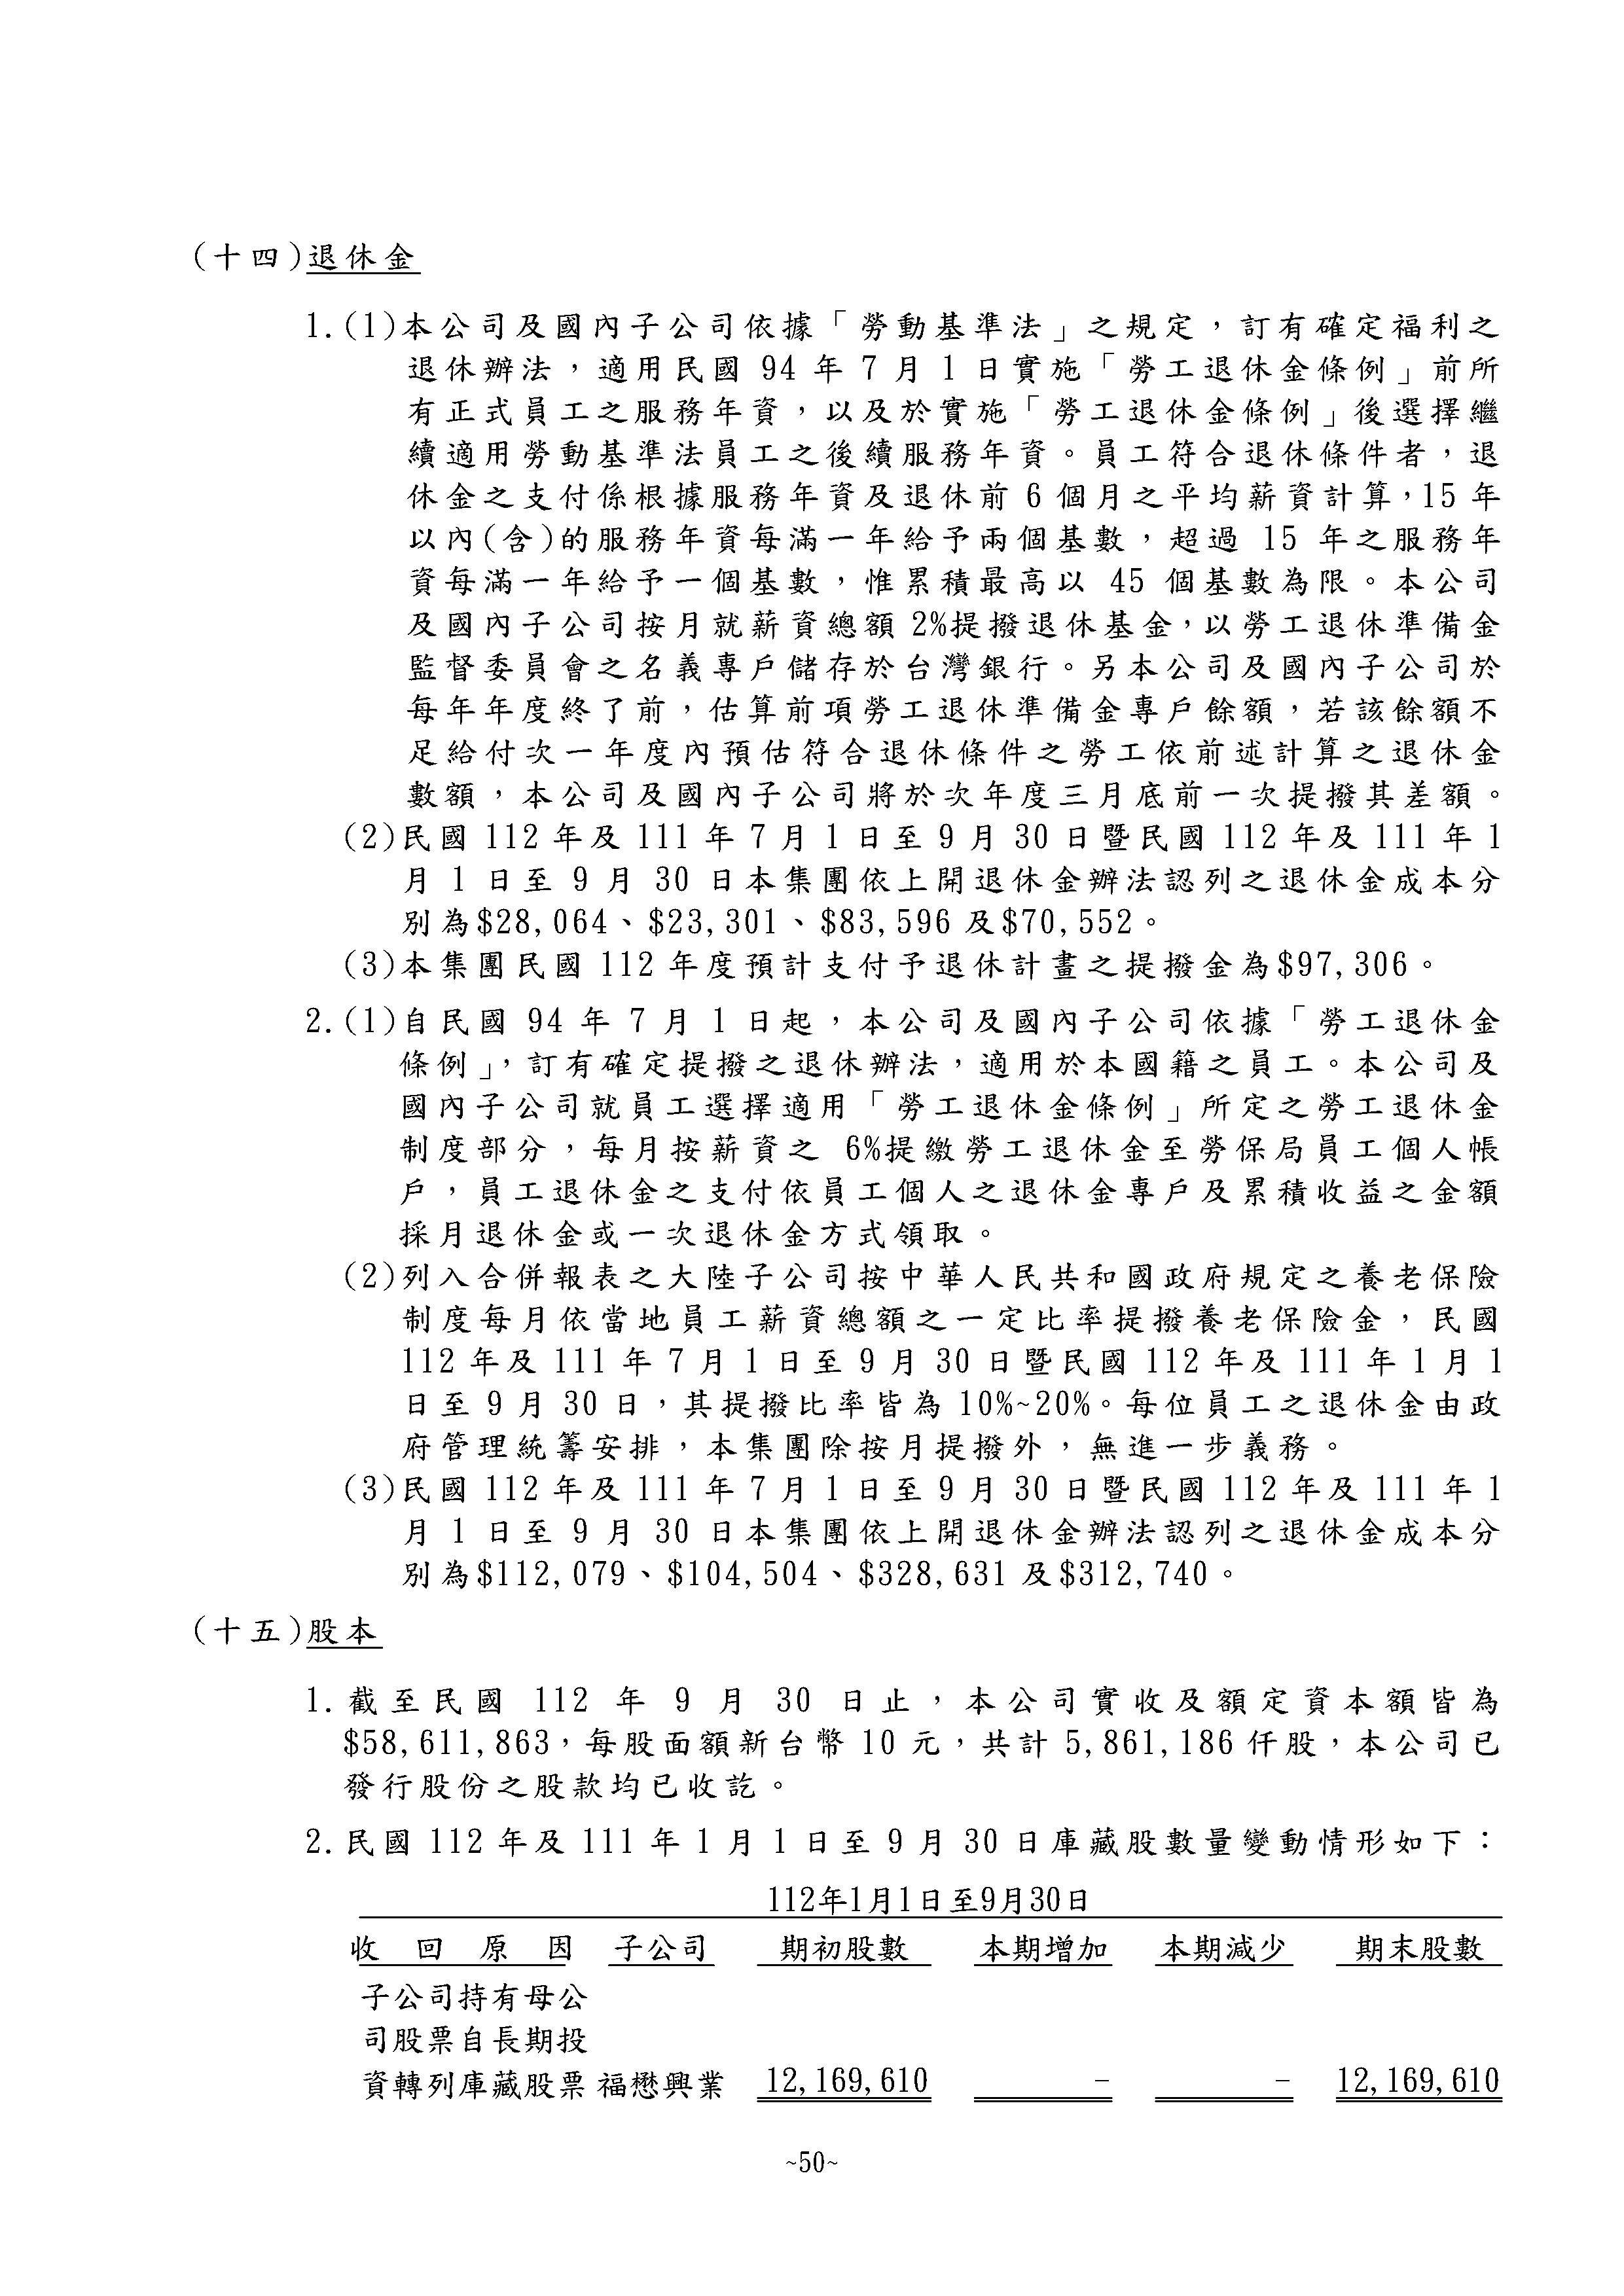 (十四)退休金
1.(1)本公司及國內子公司依據「勞動基準法」之規定，訂有確定福利之
退休辦法，適用民國 94 年 7 月 1 日實施「勞工退休金條例」前所
有正式員工之服務年資，以及於實施「勞工退休金條例」後選擇繼
續適用勞動基準法員工之後續服務年資。員工符合退休條件者，退
休金之支付係根據服務年資及退休前 6 個月之平均薪資計算，15 年
以內(含)的服務年資每滿一年給予兩個基數，超過 15 年之服務年
資每滿一年給予一個基數，惟累積最高以 45 個基數為限。本公司
及國內子公司按月就薪資總額 2%提撥退休基金，以勞工退休準備金
監督委員會之名義專戶儲存於台灣銀行。另本公司及國內子公司於
每年年度終了前，估算前項勞工退休準備金專戶餘額，若該餘額不
足給付次一年度內預估符合退休條件之勞工依前述計算之退休金
數額，本公司及國內子公司將於次年度三月底前一次提撥其差額。
(2)民國 112 年及 111 年 7 月 1 日至 9 月 30 日暨民國 112 年及 111 年 1
月 1 日至 9 月 30 日本集團依上開退休金辦法認列之退休金成本分
別為$28,064、$23,301、$83,596 及$70,552。
(3)本集團民國 112 年度預計支付予退休計畫之提撥金為$97,306。
2.(1)自民國 94 年 7 月 1 日起，本公司及國內子公司依據「勞工退休金
條例」，訂有確定提撥之退休辦法，適用於本國籍之員工。本公司及
國內子公司就員工選擇適用「勞工退休金條例」所定之勞工退休金
制度部分，每月按薪資之 6%提繳勞工退休金至勞保局員工個人帳
戶，員工退休金之支付依員工個人之退休金專戶及累積收益之金額
採月退休金或一次退休金方式領取。
(2)列入合併報表之大陸子公司按中華人民共和國政府規定之養老保險
制度每月依當地員工薪資總額之一定比率提撥養老保險金，民國
112 年及 111 年 7 月 1 日至 9 月 30 日暨民國 112 年及 111 年 1 月 1
日至 9 月 30 日，其提撥比率皆為 10%~20%。每位員工之退休金由政
府管理統籌安排，本集團除按月提撥外，無進一步義務。
(3)民國 112 年及 111 年 7 月 1 日至 9 月 30 日暨民國 112 年及 111 年 1
月 1 日至 9 月 30 日本集團依上開退休金辦法認列之退休金成本分
別為$112,079、$104,504、$328,631 及$312,740。
(十五)股本
1. 截至民國 112 年 9 月 30 日止，本公司實收及額定資本額皆為
$58,611,863，每股面額新台幣 10 元，共計 5,861,186 仟股，本公司已
發行股份之股款均已收訖。
2. 民國 112 年及 111 年 1 月 1 日至 9 月 30 日庫藏股數量變動情形如下：
112年1月1日至9月30日
收 回 原 因 子公司 期初股數 本期增加 本期減少 期末股數
子公司持有母公
司股票自長期投
資轉列庫藏股票 福懋興業 12,169,610 - - 12,169,610
~50~